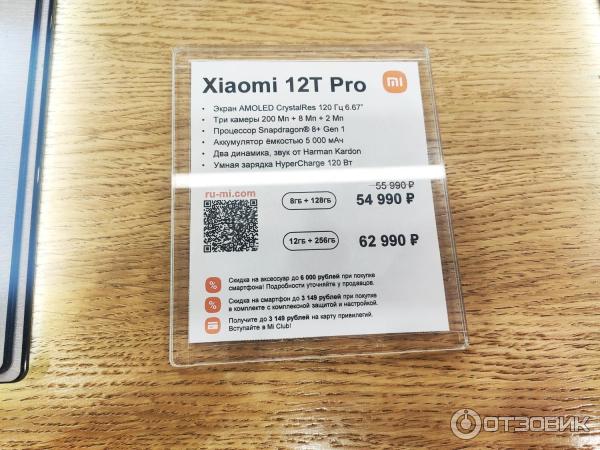 Xiaomi 12T Pro
mi
• Экран AMOLED CrystalRes 120 Гц 6.67"
• Три камеры 200 Мп + 8 Мп + 2 Мп
• Процессор Snapdragon® 8+ Gen 1
• Аккумулятор ёмкостью 5 000 мАч
• Два динамика, звук от Harman Kardon
• Умная зарядка HyperCharge 120 Вт
55 990 ₽
ru-mi.com
8ГБ + 128ГБ
54 990 ₽
12ГБ + 256ГБ
62 990 ₽
Скидка на аксессуар до 6 000 рублей при покупке
смартфона! Подробности уточняйте у продавцов.
Скидка на смартфон до 3 149 рублей при покупке
в комплекте с комплексной защитой и настройкой.
Получите до 3 149 рублей на карту привилегий.
Вступайте в Mi Club!
ОТЗОВИК